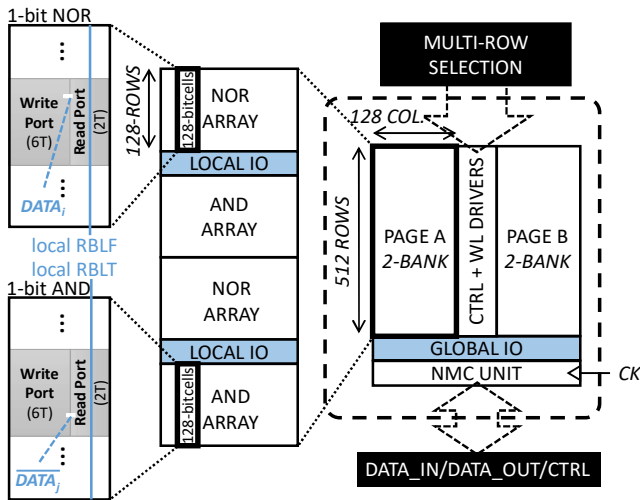 1-bit NOR
⋮
Write
Port
(6T)
Read Port
(2T)
⋮
DATAi
local RBLF
local RBLT
1-bit AND
⋮
Write
Port
(6T)
Read Port
(2T)
⋮
DATAj
128-ROWS
128-bitcells
NOR
ARRAY
LOCAL IO
AND
ARRAY
NOR
ARRAY
LOCAL IO
128-bitcells
AND
ARRAY
MULTI-ROW
SELECTION
128 COL.
512 ROWS
PAGE A
2-BANK
CTRL + WL DRIVERS
PAGE B
2-BANK
GLOBAL IO
NMC UNIT
CK
DATA_IN/DATA_OUT/CTRL